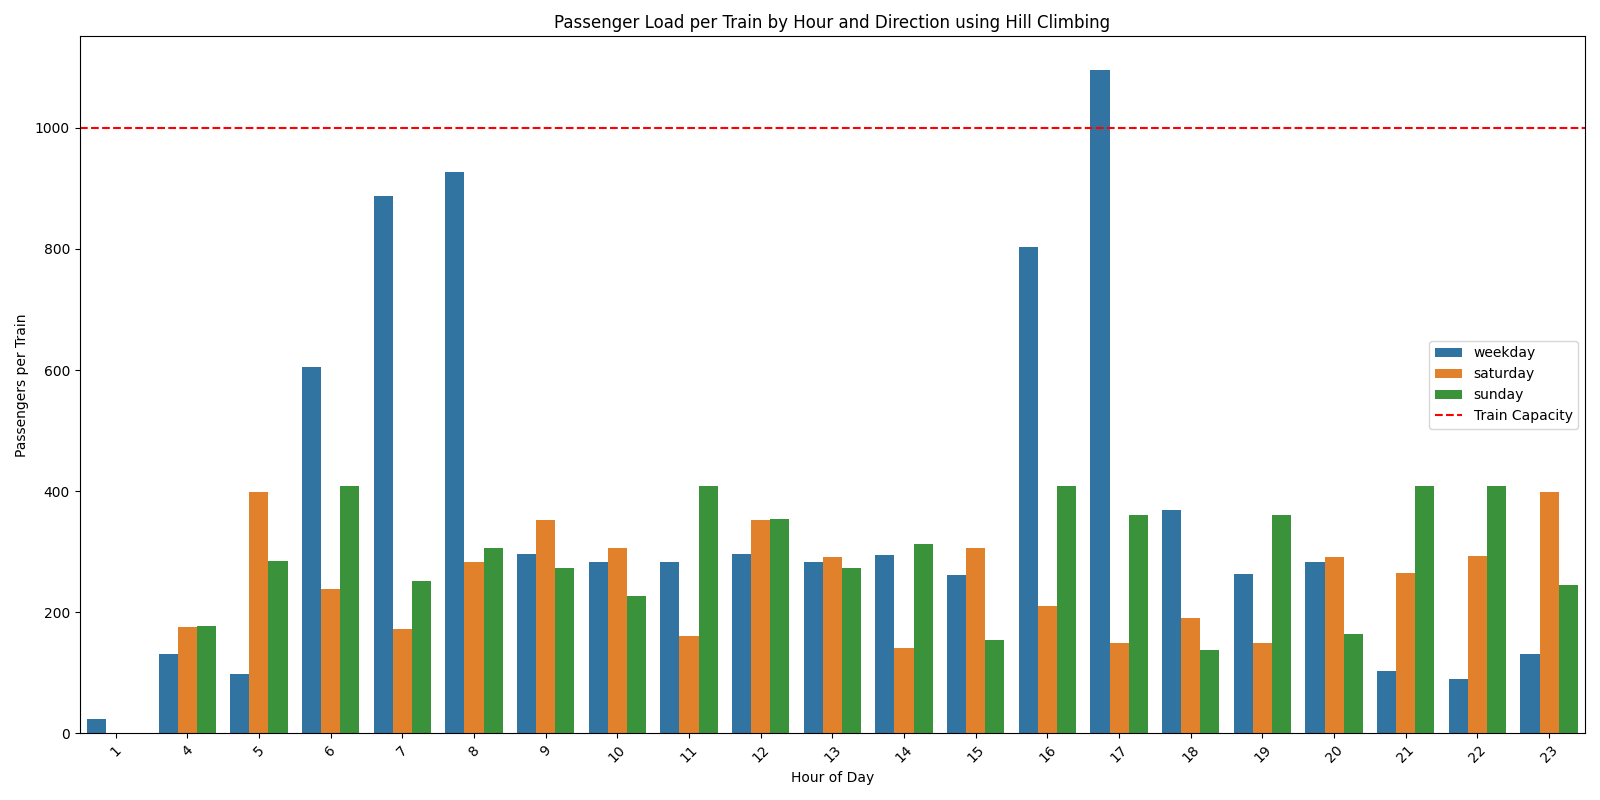 Passenger Load per Train by Hour and Direction using Hill Climbing
Passengers per Train
1000
800
600
400
200
0
weekday
saturday
sunday
Train Capacity
1 4 5 6 7 8 9 10 11 12 13 14 15 16 17 18 19 20 21 22 23
Hour of Day